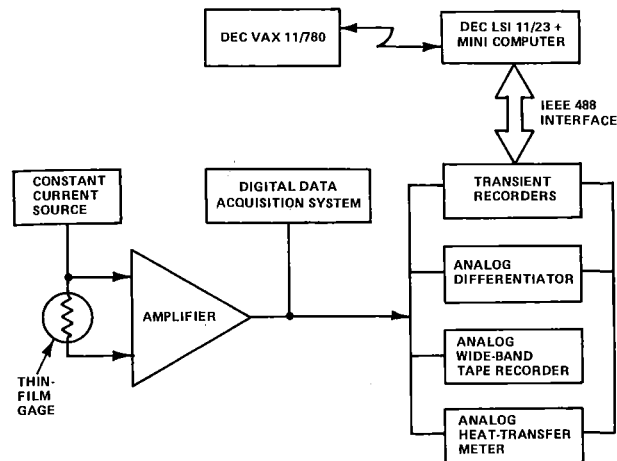 DEC VAX 11/780
DEC LSI 11/23 +
MINI COMPUTER
IEEE 488
INTERFACE
CONSTANT
CURRENT
SOURCE
DIGITAL DATA
ACQUISITION SYSTEM
TRANSIENT
RECORDERS
ANALOG
DIFFERENTIATOR
AMPLIFIER
ANALOG
WIDE-BAND
TAPE RECORDER
THIN-
FILM
GAGE
ANALOG
HEAT-TRANSFER
METER